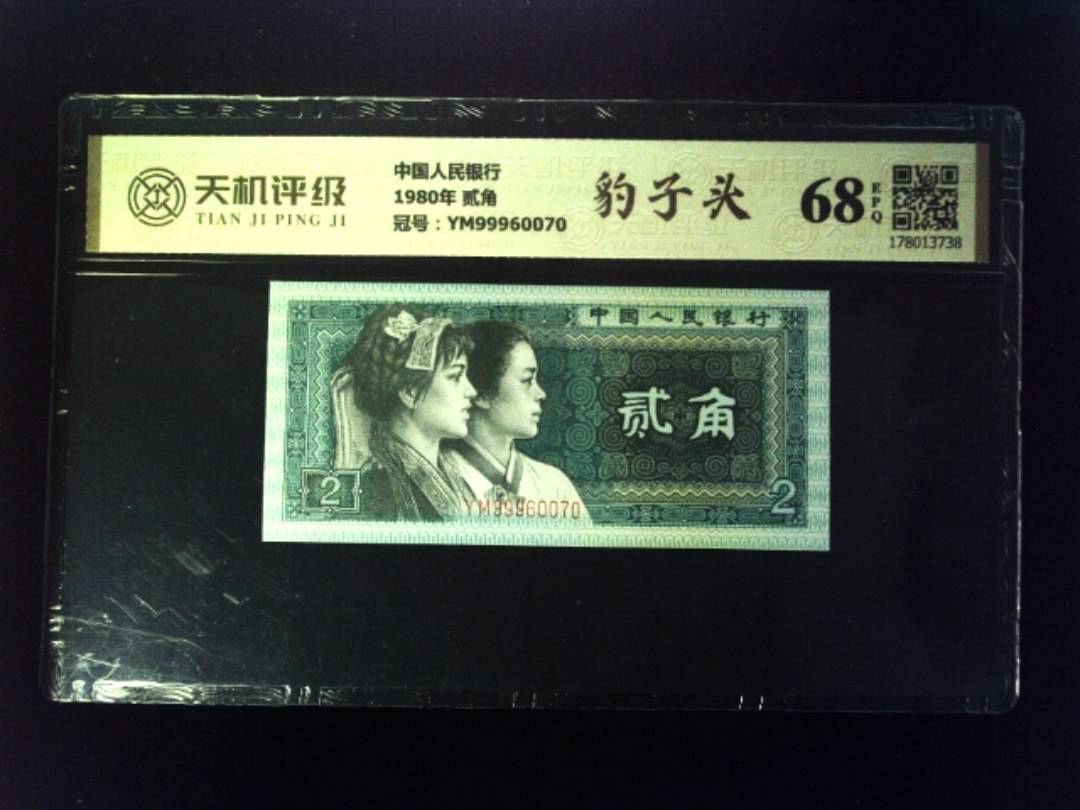 天机评级
TIAN JI PING JI
中国人民银行
1980年 贰角
冠号：YM99960070
豹子头
68
EPQ
178013738
中国人民银行
贰角
2
YM99960070
2